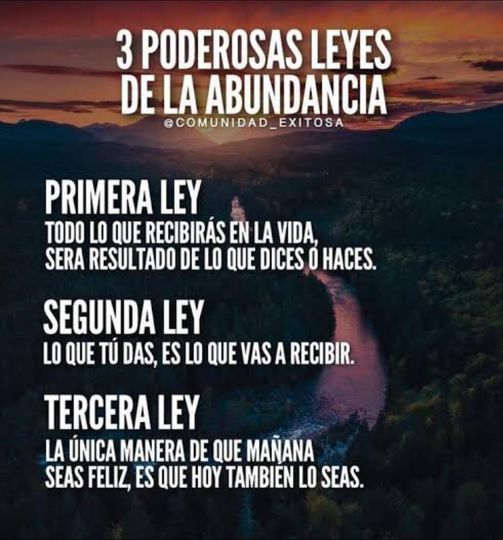 3 PODEROSAS LEYES
DE LA ABUNDANCIA
@COMUNIDAD_EXITOSA
PRIMERA LEY
TODO LO QUE RECIBIRÁS EN LA VIDA,
SERA RESULTADO DE LO QUE DICES O HACES.
SEGUNDA LEY
LO QUE TÚ DAS, ES LO QUE VAS A RECIBIR.
TERCERA LEY
LA ÚNICA MANERA DE QUE MAÑANA
SEAS FELIZ, ES QUE HOY TAMBIEN LO SEAS.